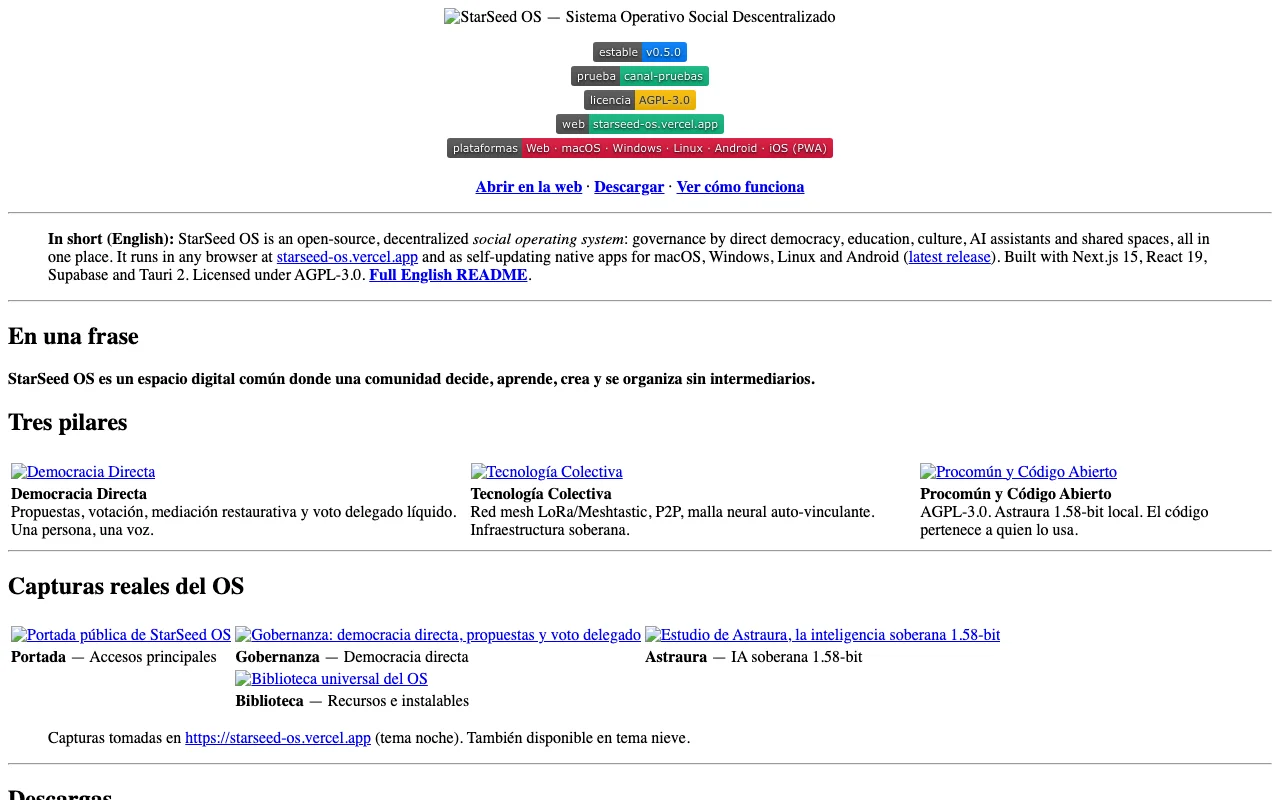 StarSeed OS — Sistema Operativo Social Descentralizado
estable v0.5.0
prueba canal-pruebas
licencia AGPL-3.0
web starseed-os.vercel.app
plataformas Web · macOS · Windows · Linux · Android · iOS (PWA)
Abrir en la web · Descargar · Ver cómo funciona
In short (English): StarSeed OS is an open-source, decentralized social operating system: governance by direct democracy, education, culture, AI assistants and shared spaces, all in
one place. It runs in any browser at starseed-os.vercel.app and as self-updating native apps for macOS, Windows, Linux and Android (latest release). Built with Next.js 15, React 19,
Supabase and Tauri 2. Licensed under AGPL-3.0. Full English README.
En una frase
StarSeed OS es un espacio digital común donde una comunidad decide, aprende, crea y se organiza sin intermediarios.
Tres pilares
Democracia Directa
Democracia Directa
Propuestas, votación, mediación restaurativa y voto delegado líquido.
Una persona, una voz.
Tecnología Colectiva
Tecnología Colectiva
Red mesh LoRa/Meshtastic, P2P, malla neural auto-vinculante.
Infraestructura soberana.
Procomún y Código Abierto
Procomún y Código Abierto
AGPL-3.0. Astraura 1.58-bit local. El código
pertenece a quien lo usa.
Capturas reales del OS
Portada pública de StarSeed OS
Portada — Accesos principales
Gobernanza: democracia directa, propuestas y voto delegado
Gobernanza — Democracia directa
Estudio de Astraura, la inteligencia soberana 1.58-bit
Astraura — IA soberana 1.58-bit
Biblioteca universal del OS
Biblioteca — Recursos e instalables
Capturas tomadas en https://starseed-os.vercel.app (tema noche). También disponible en tema nieve.
Descargas